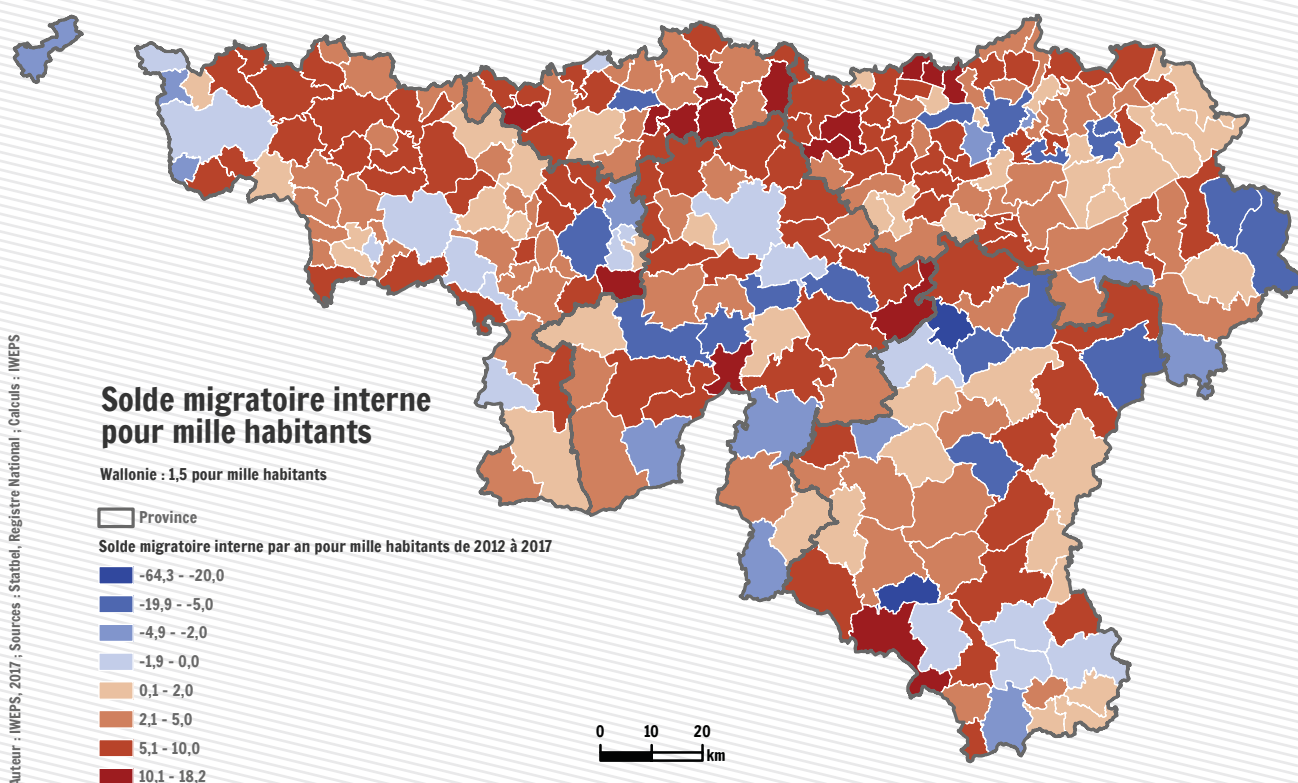 Solde migratoire interne
pour mille habitants
Wallonie : 1,5 pour mille habitants
Province
Solde migratoire interne par an pour mille habitants de 2012 à 2017
-64,3 - -20,0
-19,9 - -5,0
-4,9 - -2,0
-1,9 - 0,0
0,1 - 2,0
2,1 - 5,0
5,1 - 10,0
10,1 - 18,2
0 10 20
km
Auteur : IWEPS, 2017 ; Sources : Statbel, Registre National ; Calculs : IWEPS